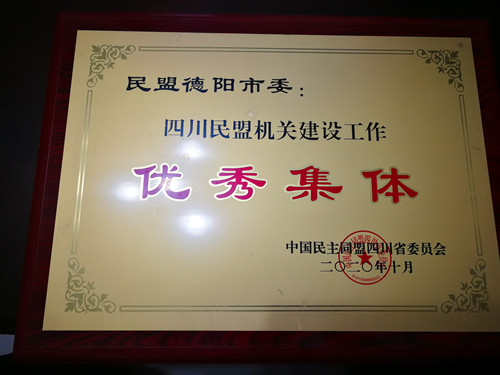 民盟德阳市委：
四川民盟机关建设工作
优秀集体
中国民主同盟四川省委员会
二〇二〇年十月